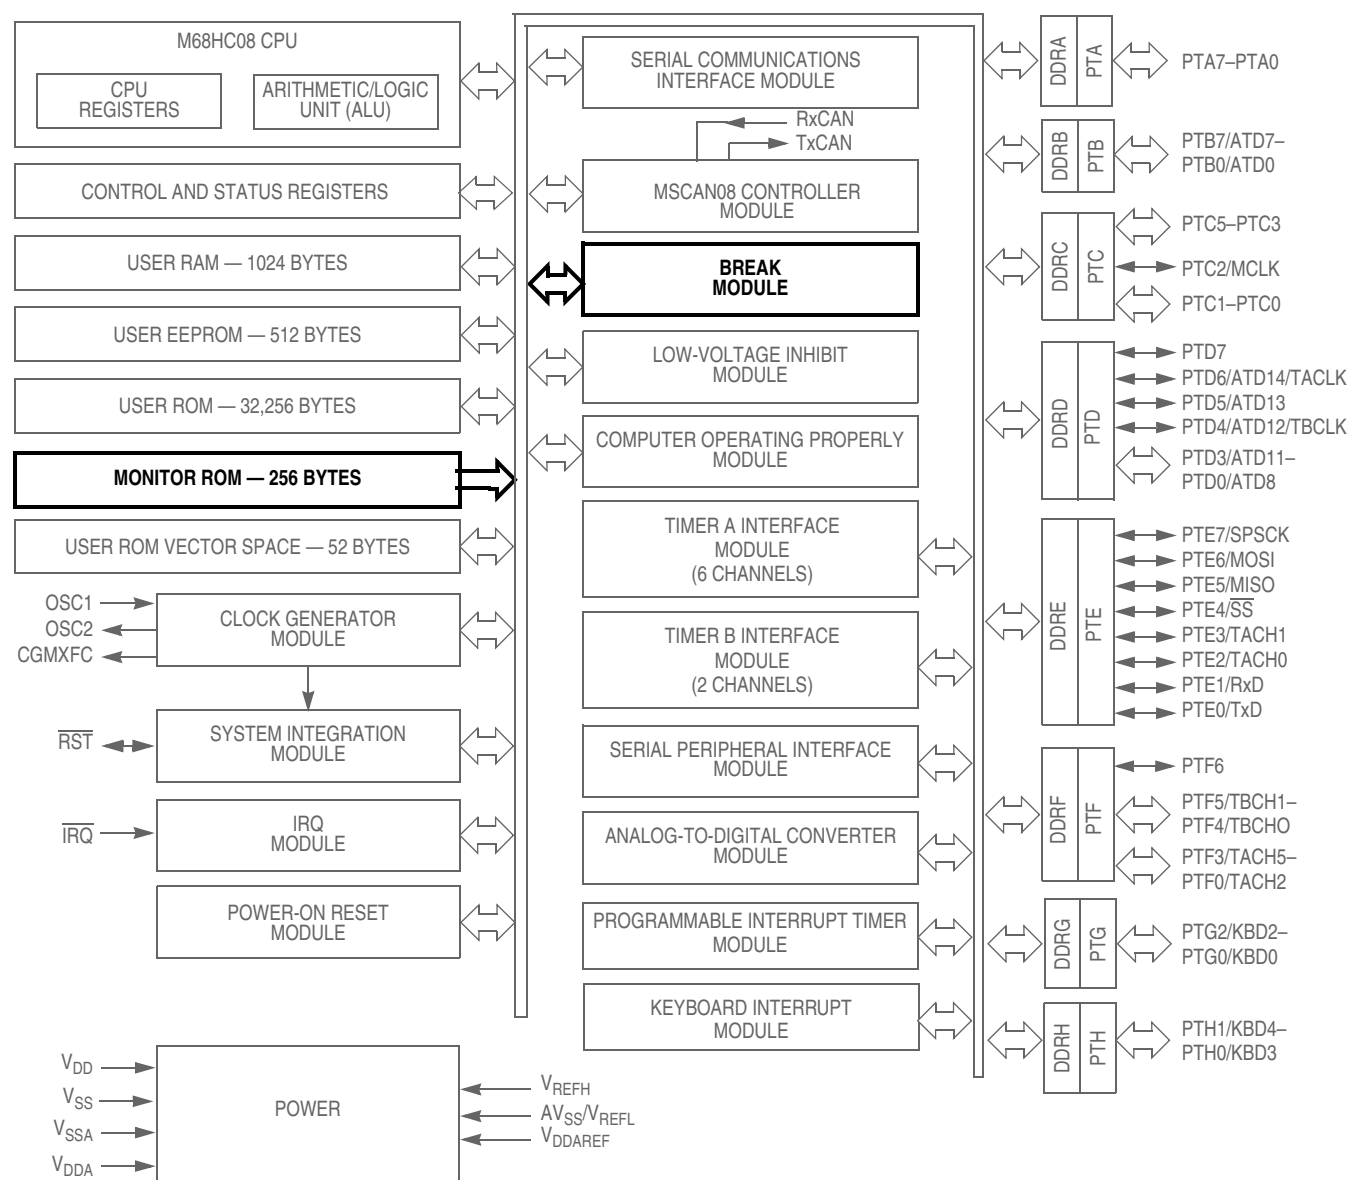 M68HC08 CPU
CPU
REGISTERS
ARITHMETIC/LOGIC
UNIT (ALU)
CONTROL AND STATUS REGISTERS
USER RAM — 1024 BYTES
USER EEPROM — 512 BYTES
USER ROM — 32,256 BYTES
MONITOR ROM — 256 BYTES
USER ROM VECTOR SPACE — 52 BYTES
OSC1
OSC2
CGMXFC
CLOCK GENERATOR
MODULE
RST
SYSTEM INTEGRATION
MODULE
IRQ
IRQ
MODULE
POWER-ON RESET
MODULE
VDD
VSS
VSSA
VDDA
POWER
VREFH
AVSS/VREFL
VDDAREF
SERIAL COMMUNICATIONS
INTERFACE MODULE
RxCAN
TxCAN
MSCAN08 CONTROLLER
MODULE
BREAK
MODULE
LOW-VOLTAGE INHIBIT
MODULE
COMPUTER OPERATING PROPERLY
MODULE
TIMER A INTERFACE
MODULE
(6 CHANNELS)
TIMER B INTERFACE
MODULE
(2 CHANNELS)
SERIAL PERIPHERAL INTERFACE
MODULE
ANALOG-TO-DIGITAL CONVERTER
MODULE
PROGRAMMABLE INTERRUPT TIMER
MODULE
KEYBOARD INTERRUPT
MODULE
DDRA
PTA
PTA7–PTA0
DDRB
PTB
PTB7/ATD7–
PTB0/ATD0
DDRC
PTC
PTC5–PTC3
PTC2/MCLK
PTC1–PTC0
DDRD
PTD
PTD7
PTD6/ATD14/TACLK
PTD5/ATD13
PTD4/ATD12/TBCLK
PTD3/ATD11–
PTD0/ATD8
DDRE
PTE
PTE7/SPSCK
PTE6/MOSI
PTE5/MISO
PTE4/SS
PTE3/TACH1
PTE2/TACH0
PTE1/RxD
PTE0/TxD
DDRF
PTF
PTF6
PTF5/TBCH1–
PTF4/TBCHO
PTF3/TACH5–
PTF0/TACH2
DDRG
PTG
PTG2/KBD2–
PTG0/KBD0
DDRH
PTH
PTH1/KBD4–
PTH0/KBD3